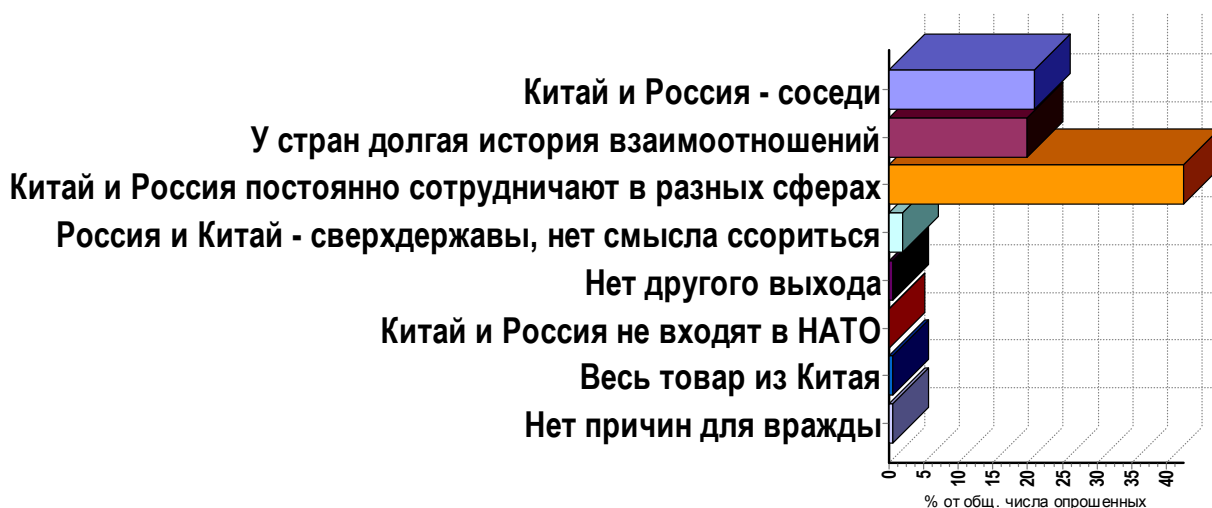 Китай и Россия - соседи
У стран долгая история взаимоотношений
Китай и Россия постоянно сотрудничают в разных сферах
Россия и Китай - сверхдержавы, нет смысла ссориться
Нет другого выхода
Китай и Россия не входят в НАТО
Весь товар из Китая
Нет причин для вражды
0 5 10 15 20 25 30 35 40
% от общ. числа опрошенных